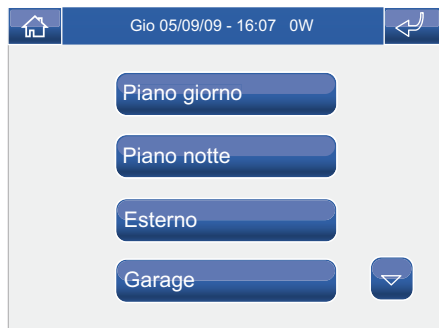 Gio 05/09/09 - 16:07 0W
Piano giorno
Piano notte
Esterno
Garage